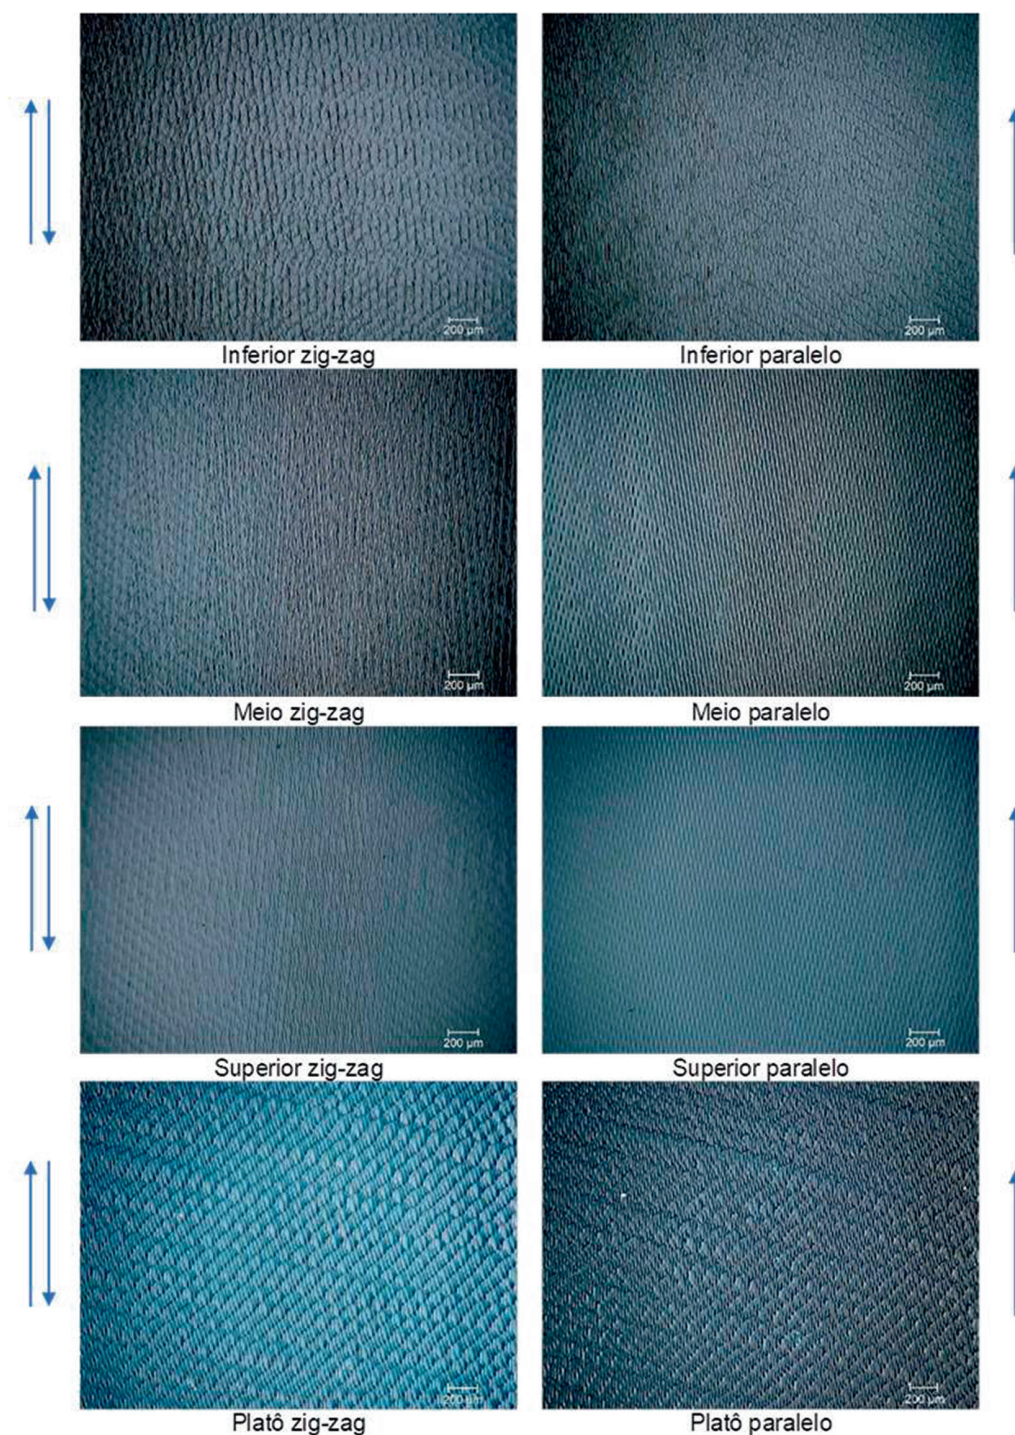 200 µm
200 µm
Inferior zig-zag
Inferior paralelo
200 µm
200 µm
Meio zig-zag
Meio paralelo
200 µm
200 µm
Superior zig-zag
Superior paralelo
200 µm
200 µm
Platô zig-zag
Platô paralelo